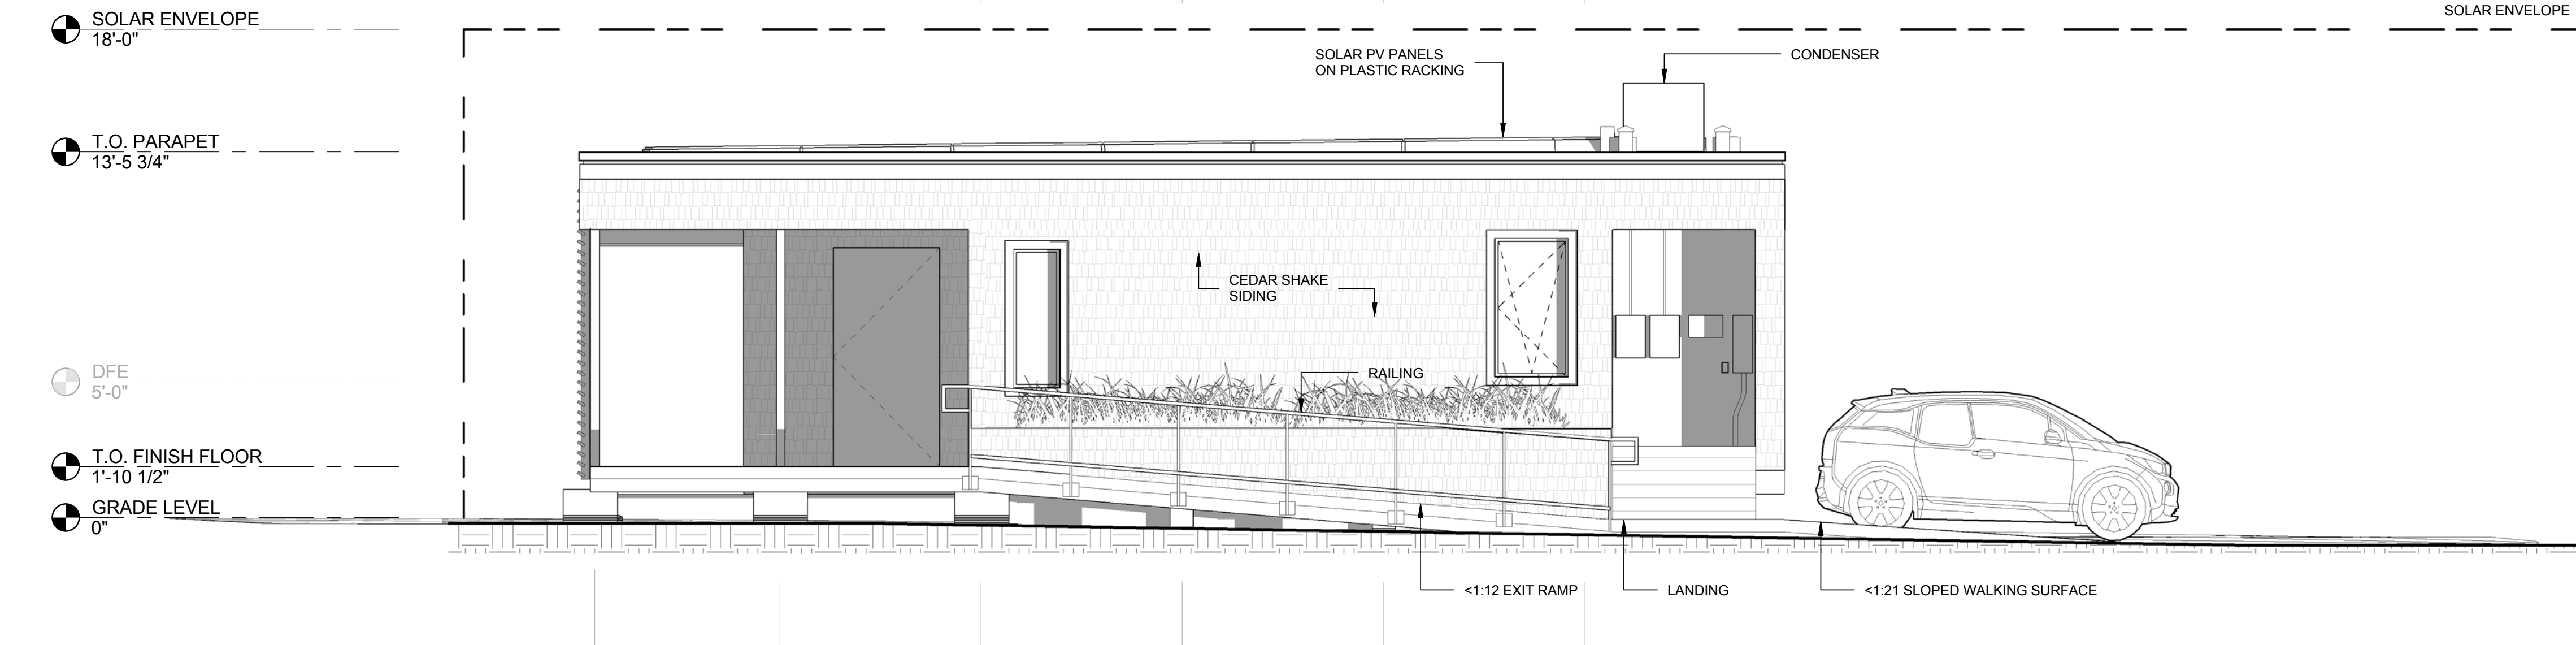 SOLAR ENVELOPE
18'-0"
SOLAR ENVELOPE
SOLAR PV PANELS
ON PLASTIC RACKING
CONDENSER
T.O. PARAPET
13'-5 3/4"
CEDAR SHAKE
SIDING
DFE
5'-0"
RAILING
T.O. FINISH FLOOR
1'-10 1/2"
GRADE LEVEL
0"
<1:12 EXIT RAMP
LANDING
<1:21 SLOPED WALKING SURFACE